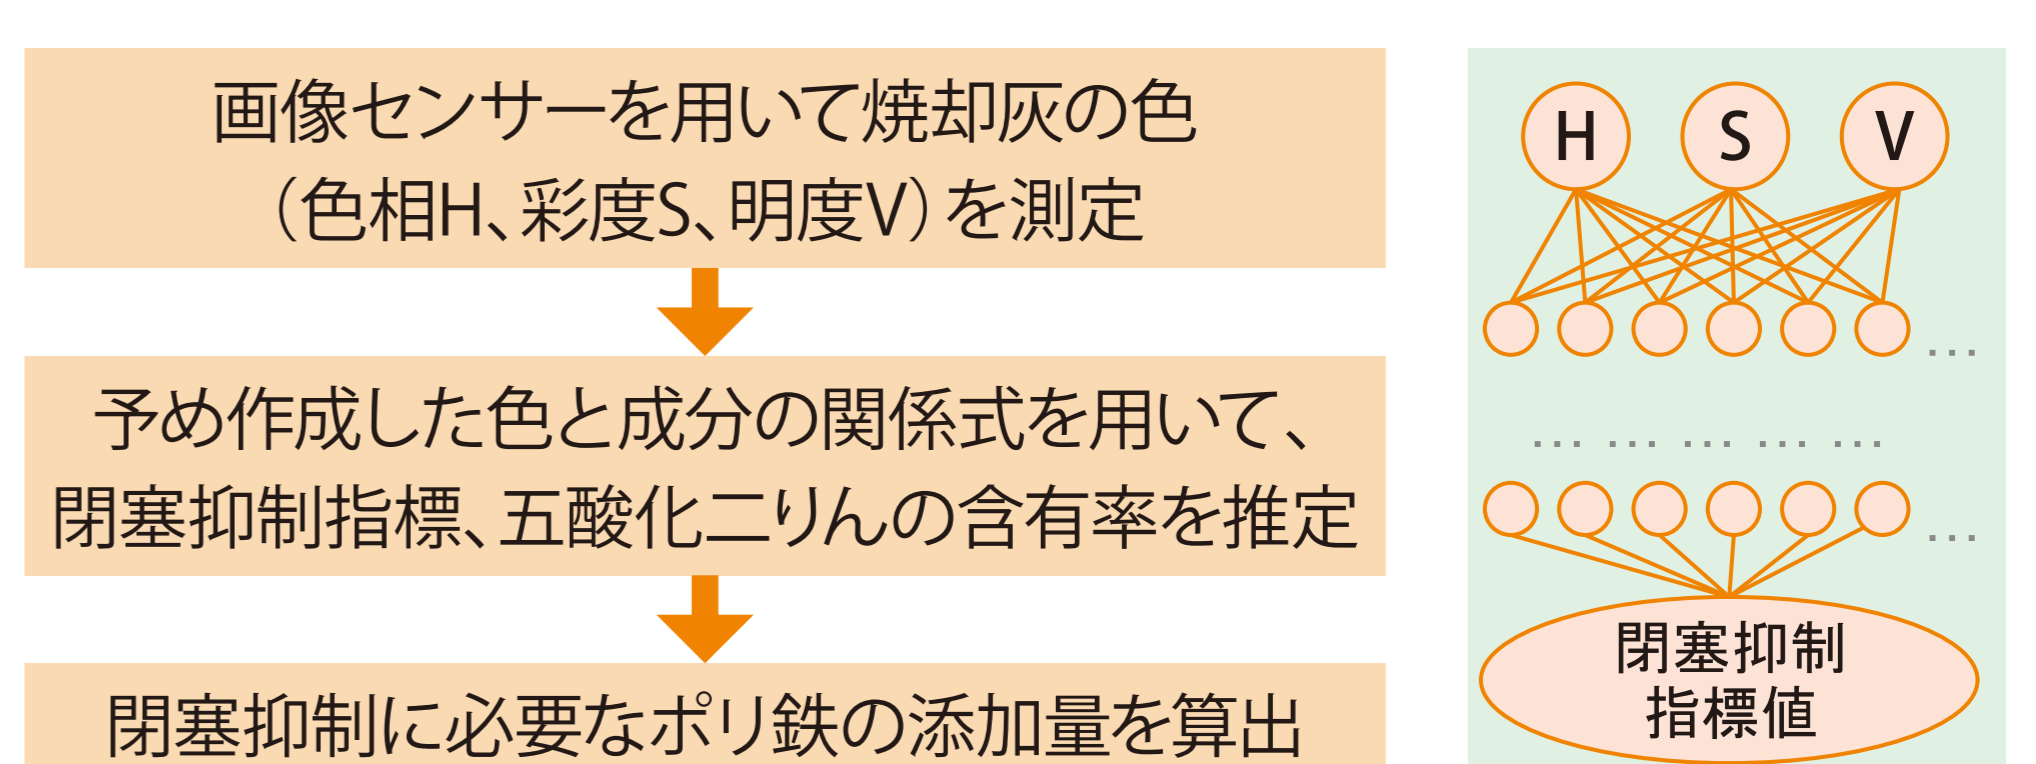 画像センサーを用いて焼却灰の色
（色相H、彩度S、明度V）を測定
予め作成した色と成分の関係式を用いて、
閉塞抑制指標、五酸化二りんの含有率を推定
閉塞抑制に必要なポリ鉄の添加量を算出
H S V
…
… … … … …
…
閉塞抑制
指標値